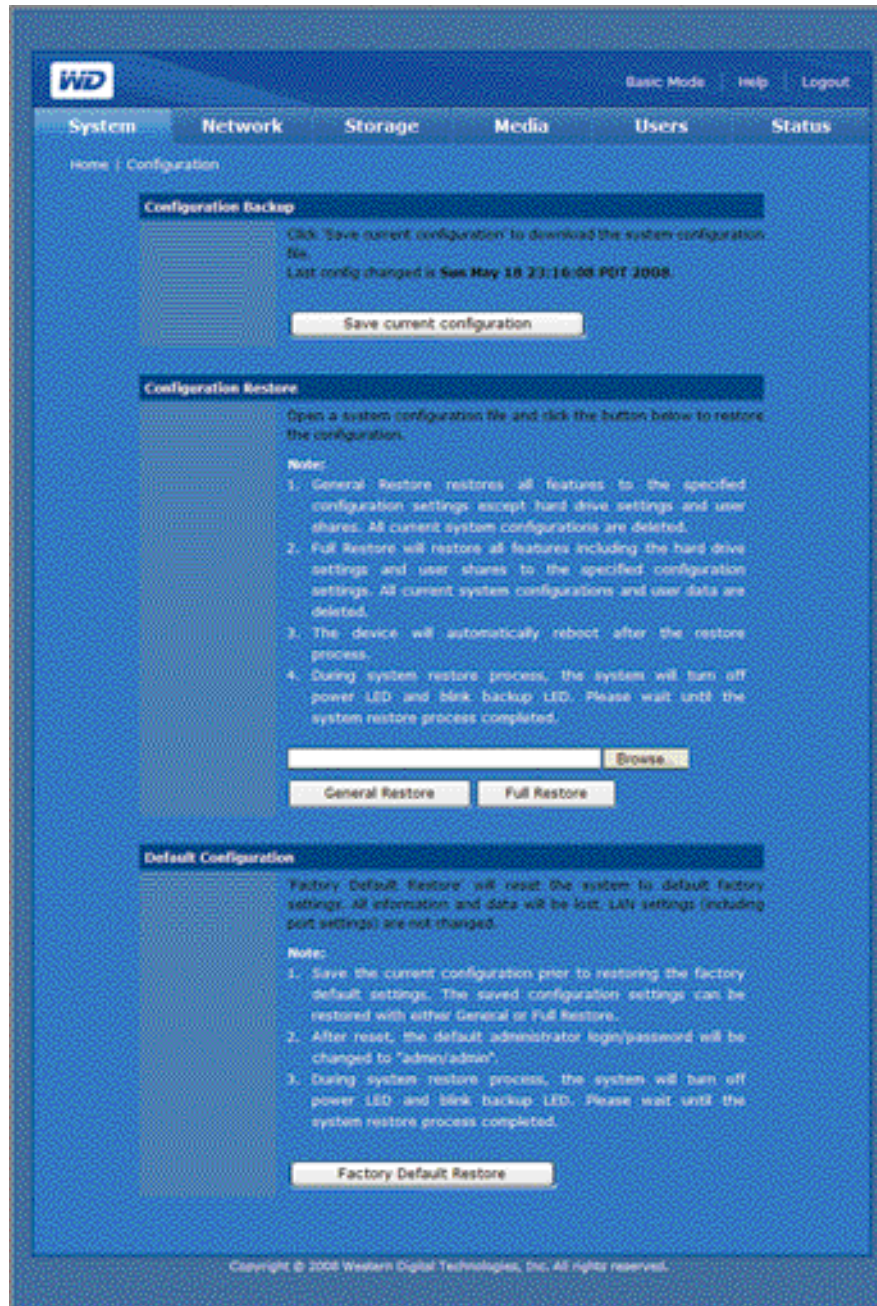 WD
Basic Mode | Help | Logout
System Network Storage Media Users Status
Home | Configuration
Configuration Backup
Click 'Save current configuration' to download the system configuration
file.
Last config changed is Sun May 18 23:16:08 PDT 2008.
Save current configuration
Configuration Restore
Open a system configuration file and click the button below to restore
the configuration.
Note:
1. General Restore restores all features to the specified
configuration settings except hard drive settings and user
shares. All current system configurations are deleted.
2. Full Restore will restore all features including the hard drive
settings and user shares to the specified configuration
settings. All current system configurations and user data are
deleted.
3. The device will automatically reboot after the restore
process.
4. During system restore process, the system will turn off
power LED and blink backup LED. Please wait until the
system restore process completed.
Browse...
General Restore Full Restore
Default Configuration
'Factory Default Restore' will reset the system to default factory
settings. All information and data will be lost. LAN settings (including
port settings) are not changed.
Note:
1. Save the current configuration prior to restoring the factory
default settings. The saved configuration settings can be
restored with either General or Full Restore.
2. After reset, the default administrator login/password will be
changed to "admin/admin".
3. During system restore process, the system will turn off
power LED and blink backup LED. Please wait until the
system restore process completed.
Factory Default Restore
Copyright © 2008 Western Digital Technologies, Inc. All rights reserved.